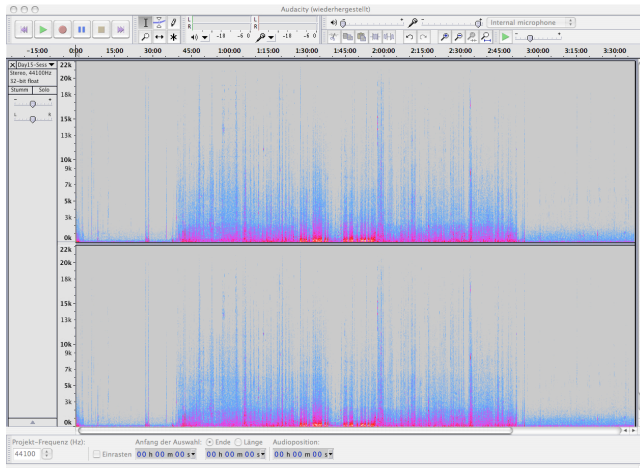 Audacity (wiederhergestellt)
L
R
L
R
-18 -6 0
-18 -6 0
Internal microphone
-15:00 0:00 15:00 30:00 45:00 1:00:00 1:15:00 1:30:00 1:45:00 2:00:00 2:15:00 2:30:00 2:45:00 3:00:00 3:15:00 3:30:00
X Day15-Sess
Stereo, 44100Hz
32-bit float
Stumm Solo
- +
L R
22k
20k
18k
15k
13k
10k
9k
7k
5k
3k
0k
22k
20k
18k
15k
13k
10k
9k
7k
5k
3k
0k
Projekt-Frequenz (Hz):
44100
Einrasten
Anfang der Auswahl:
00 h 00 m 00 s
Ende Länge
00 h 00 m 00 s
Audioposition:
00 h 00 m 00 s